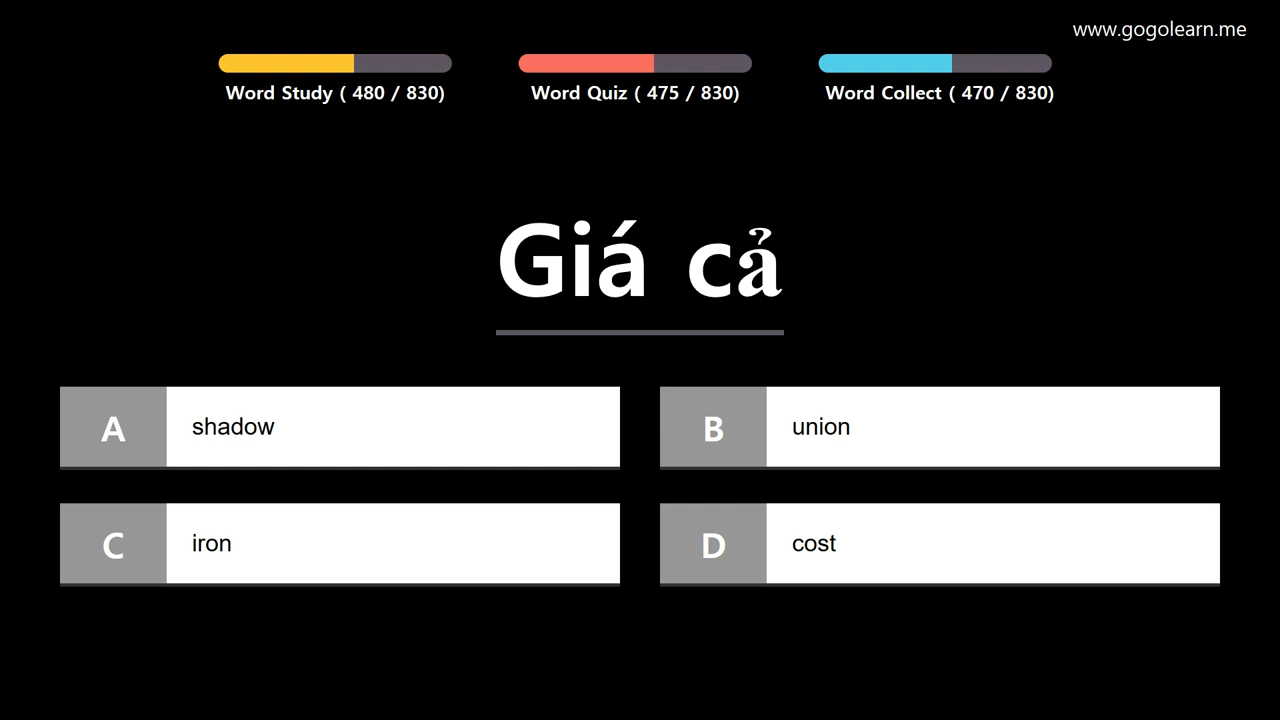 www.gogolearn.me
Word Study ( 480 / 830)
Word Quiz ( 475 / 830)
Word Collect ( 470 / 830)
Giá cả
A shadow
B union
C iron
D cost